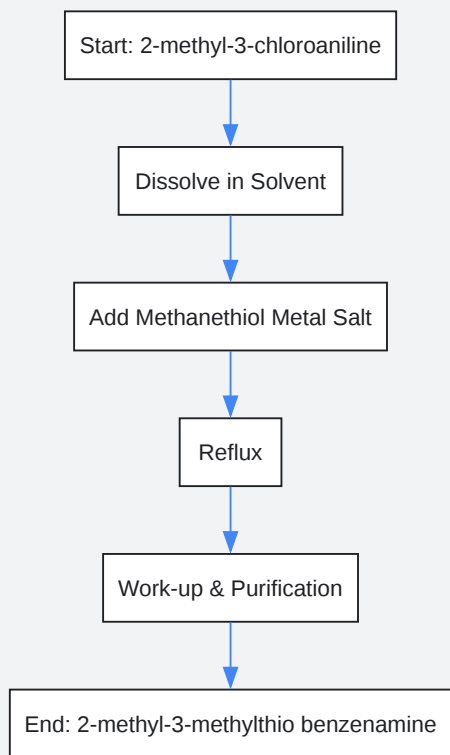 Start: 2-methyl-3-chloroaniline
Dissolve in Solvent
Add Methanethiol Metal Salt
Reflux
Work-up & Purification
End: 2-methyl-3-methylthio benzenamine